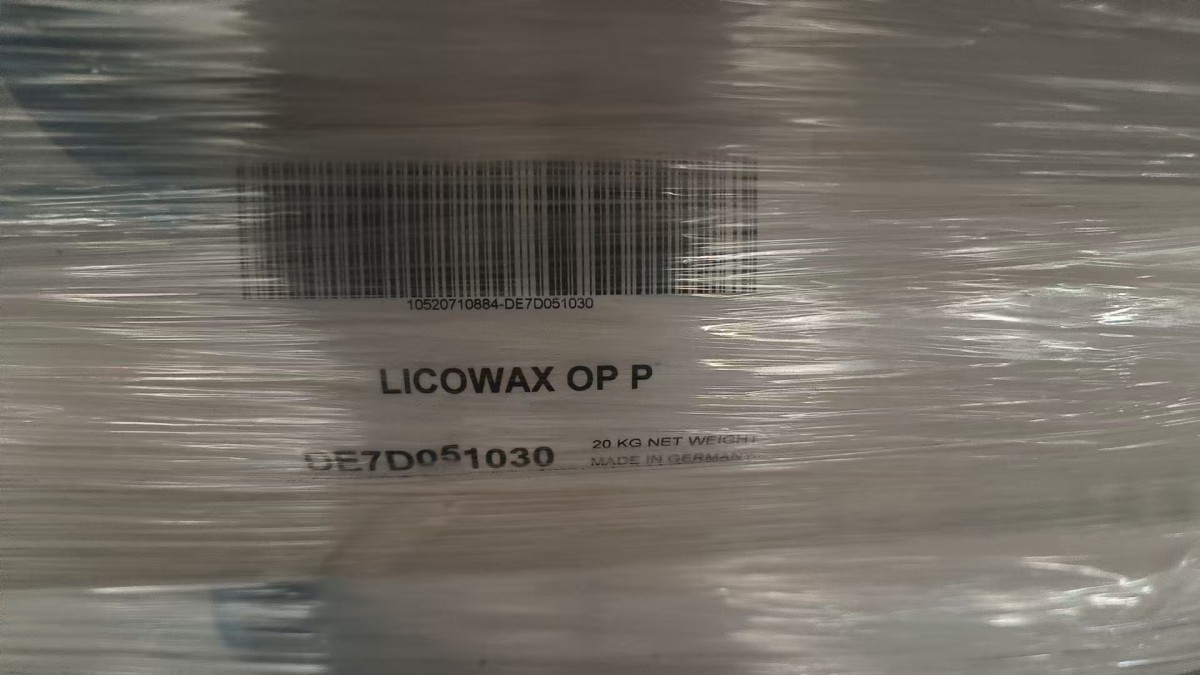 10520710884-DE7D051030
LICOWAX OP P
DE7D051030
20 KG NET WEIGHT
MADE IN GERMANY